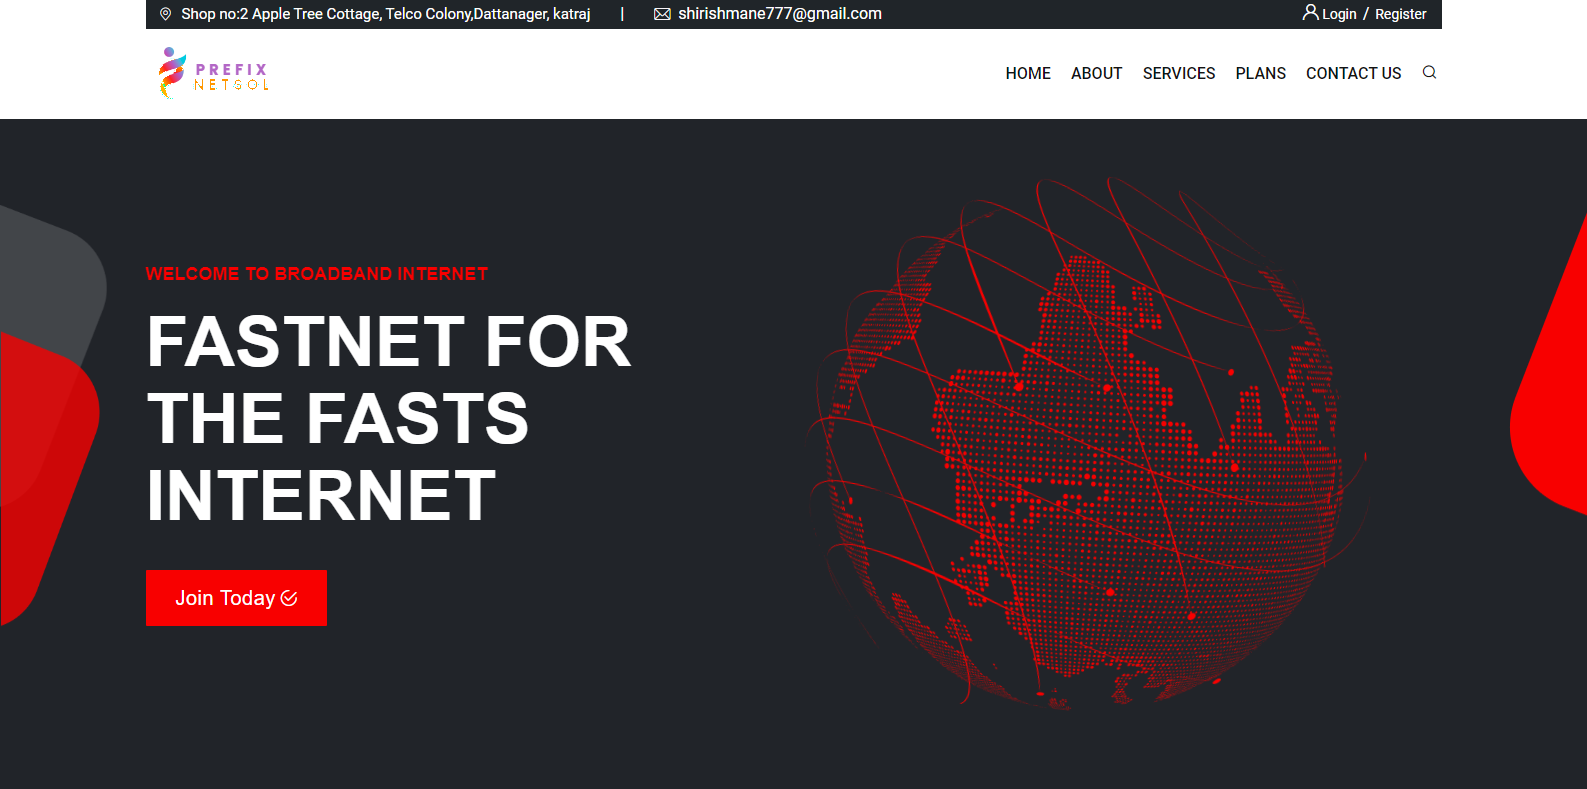 Shop no:2 Apple Tree Cottage, Telco Colony,Dattanager, katraj | shirishmane777@gmail.com Login / Register
PREFIX
NETSOL
HOME ABOUT SERVICES PLANS CONTACT US
WELCOME TO BROADBAND INTERNET
FASTNET FOR
THE FASTS
INTERNET
Join Today